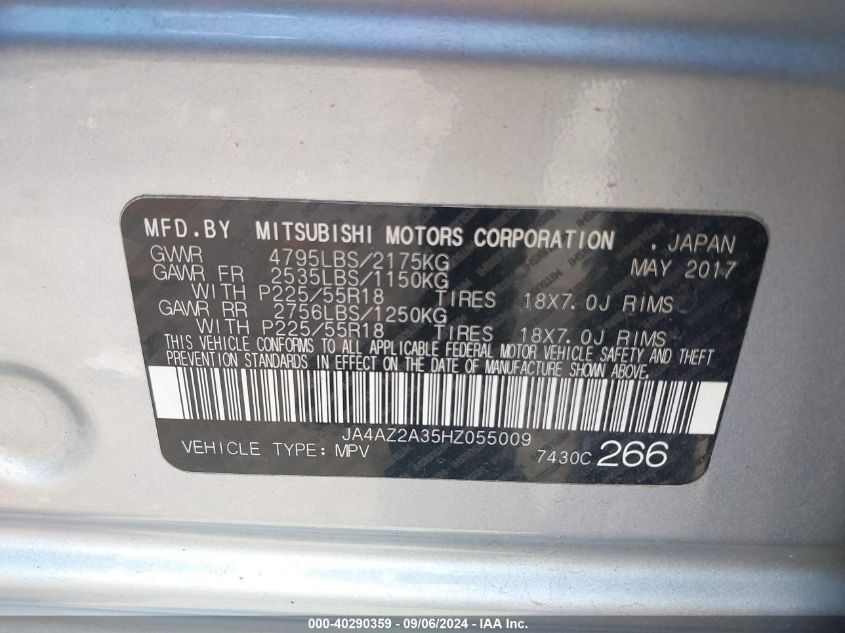 MFD.BY MITSUBISHI MOTORS CORPORATION . JAPAN
GVWR 4795LBS/2175KG MAY 2017
GAWR FR 2535LBS/1150KG
WITH P225/55R18 TIRES 18X7.0J RIMS
GAWR RR 2756LBS/1250KG
WITH P225/55R18 TIRES 18X7.0J RIMS
THIS VEHICLE CONFORMS TO ALL APPLICABLE FEDERAL MOTOR VEHICLE SAFETY AND THEFT
PREVENTION STANDARDS IN EFFECT ON THE DATE OF MANUFACTURE SHOWN ABOVE.
JA4AZ2A35HZ055009
VEHICLE TYPE: MPV 7430C 266
000-40290359 - 09/06/2024 - IAA Inc.